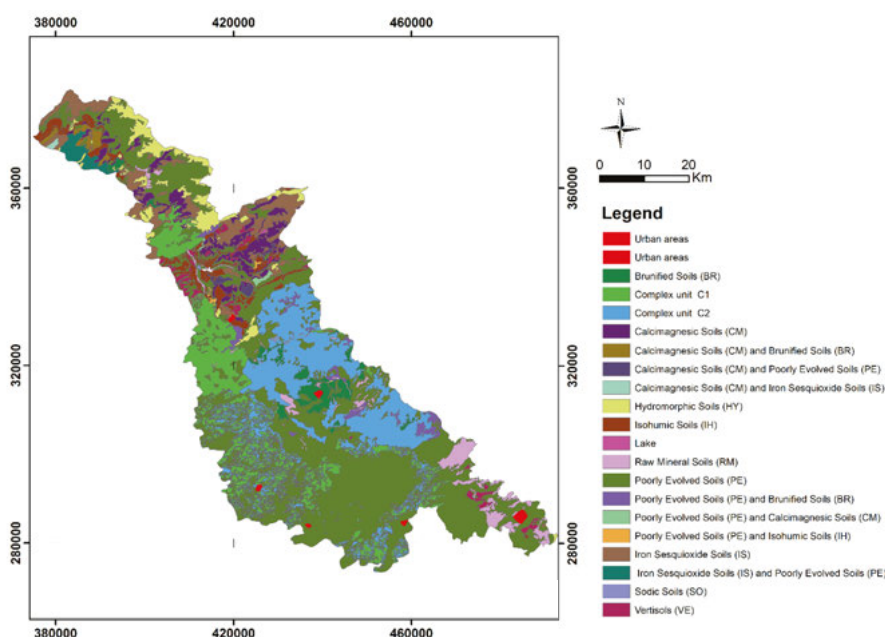 380000 420000 460000
360000 360000
320000 320000
280000 280000
380000 420000 460000
N
0 10 20
Km
Legend
Urban areas
Urban areas
Brunified Soils (BR)
Complex unit C1
Complex unit C2
Calcimagnesic Soils (CM)
Calcimagnesic Soils (CM) and Brunified Soils (BR)
Calcimagnesic Soils (CM) and Poorly Evolved Soils (PE)
Calcimagnesic Soils (CM) and Iron Sesquioxide Soils (IS)
Hydromorphic Soils (HY)
Isohumic Soils (IH)
Lake
Raw Mineral Soils (RM)
Poorly Evolved Soils (PE)
Poorly Evolved Soils (PE) and Brunified Soils (BR)
Poorly Evolved Soils (PE) and Calcimagnesic Soils (CM)
Poorly Evolved Soils (PE) and Isohumic Soils (IH)
Iron Sesquioxide Soils (IS)
Iron Sesquioxide Soils (IS) and Poorly Evolved Soils (PE)
Sodic Soils (SO)
Vertisols (VE)